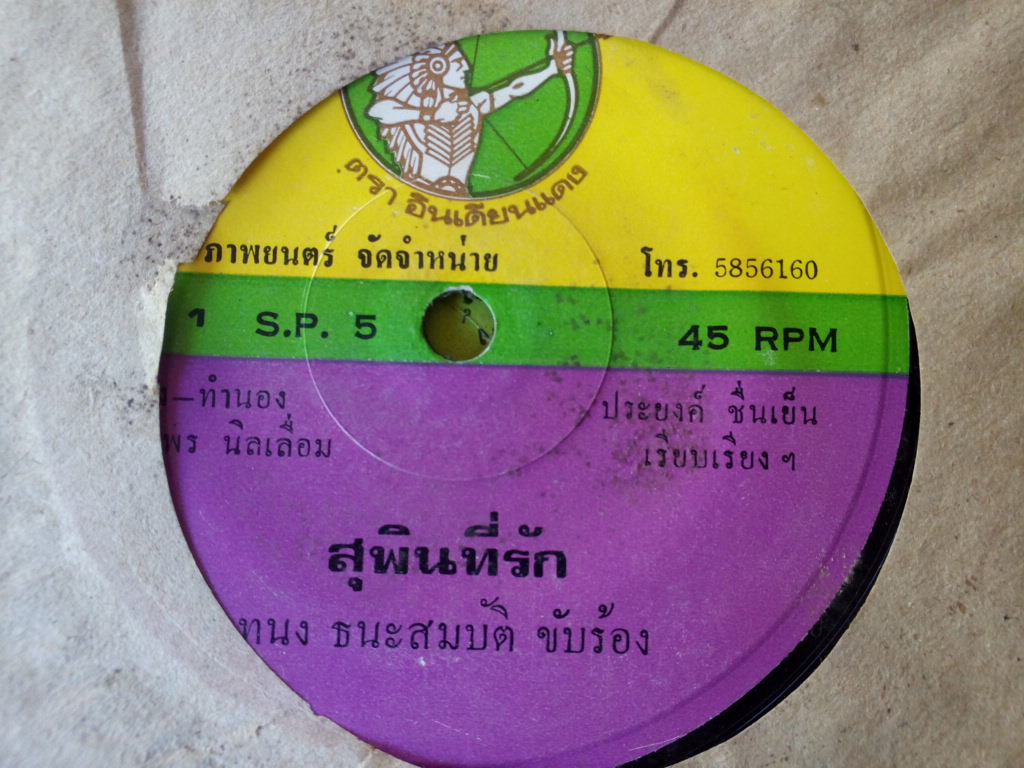 ตรา อินเดียนแดง
ภาพยนตร์ จัดจำหน่าย
โทร. 5856160
1 S.P. 5
45 RPM
–ทำนอง
พร นิลเลื่อม
ประยงค์ ชื่นเย็น
เรียบเรียงฯ
สุพินที่รัก
ทนง ธนะสมบัติ ขับร้อง